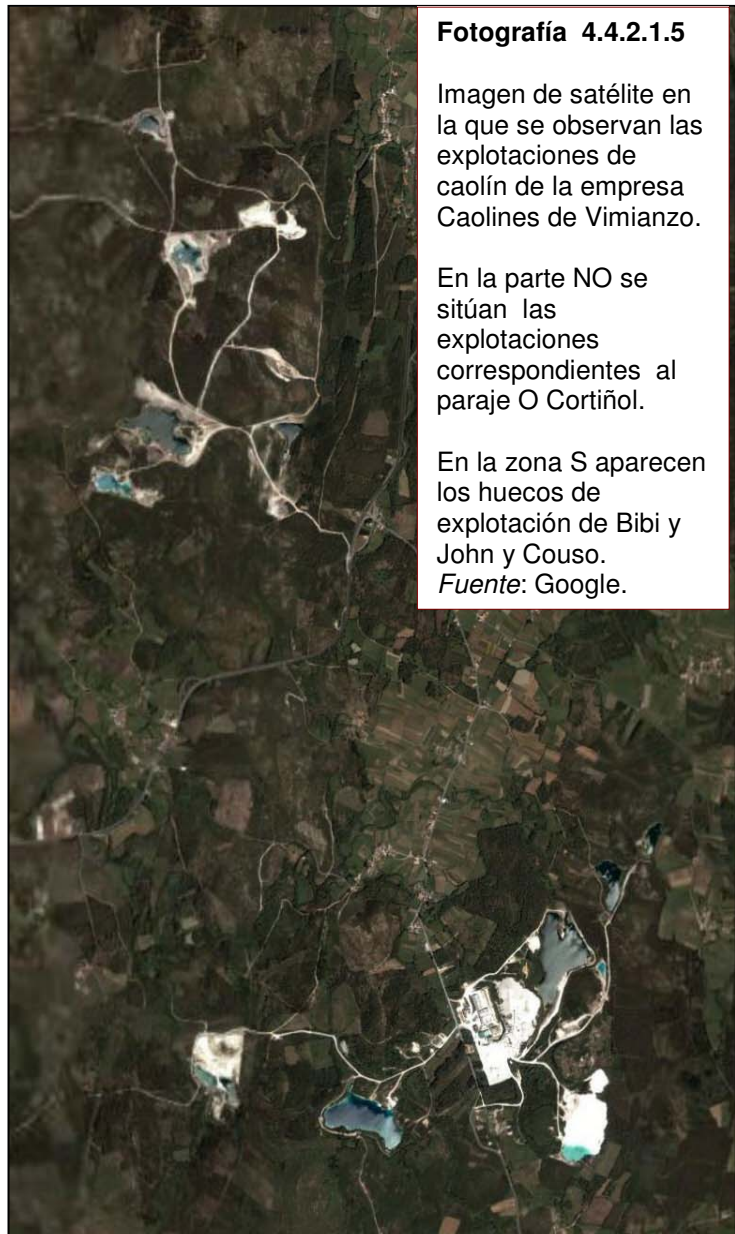 Fotografía 4.4.2.1.5
Imagen de satélite en
la que se observan las
explotaciones de
caolín de la empresa
Caolines de Vimianzo.
En la parte NO se
sitúan las
explotaciones
correspondientes al
paraje O Cortiñol.
En la zona S aparecen
los huecos de
explotación de Bibi y
John y Couso.
Fuente: Google.